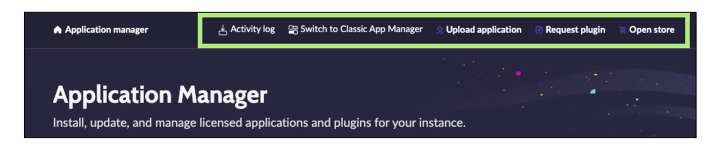 Application manager Activity log Switch to Classic App Manager Upload application Request plugin Open store
Application Manager
Install, update, and manage licensed applications and plugins for your instance.